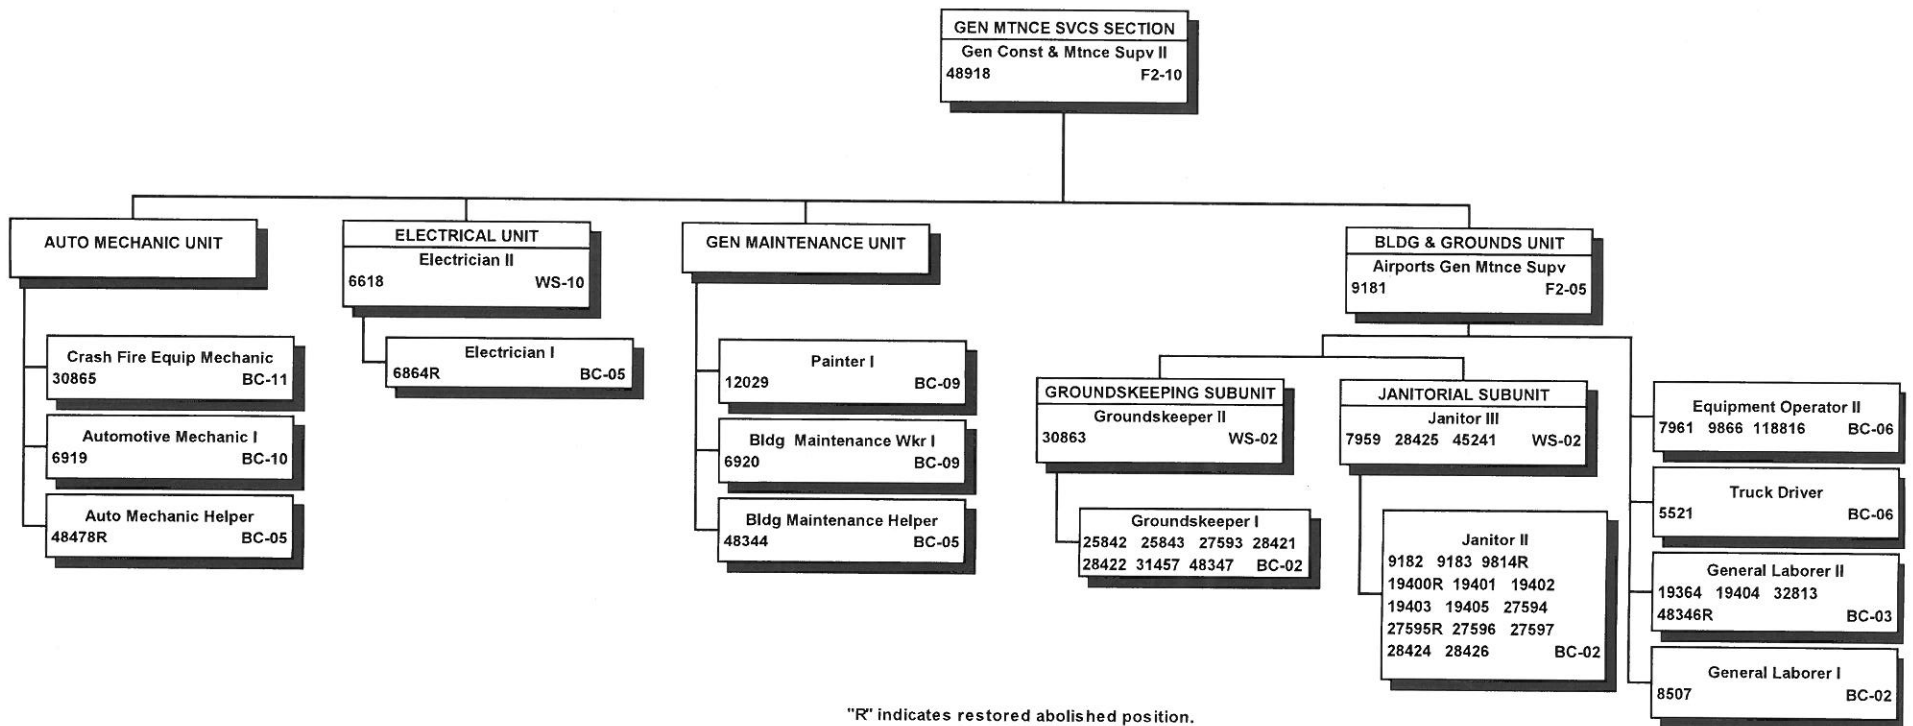 GEN MTNCE SVCS SECTION
Gen Const & Mtnce Supv II
48918 F2-10
AUTO MECHANIC UNIT
Crash Fire Equip Mechanic
30865 BC-11
Automotive Mechanic I
6919 BC-10
Auto Mechanic Helper
48478R BC-05
ELECTRICAL UNIT
Electrician II
6618 WS-10
Electrician I
6864R BC-05
GEN MAINTENANCE UNIT
Painter I
12029 BC-09
Bldg Maintenance Wkr I
6920 BC-09
Bldg Maintenance Helper
48344 BC-05
BLDG & GROUNDS UNIT
Airports Gen Mtnce Supv
9181 F2-05
GROUNDSKEEPING SUBUNIT
Groundskeeper II
30863 WS-02
Groundskeeper I
25842 25843 27593 28421
28422 31457 48347 BC-02
JANITORIAL SUBUNIT
Janitor III
7959 28425 45241 WS-02
Janitor II
9182 9183 9814R
19400R 19401 19402
19403 19405 27594
27595R 27596 27597
28424 28426 BC-02
Equipment Operator II
7961 9866 118816 BC-06
Truck Driver
5521 BC-06
General Laborer II
19364 19404 32813
48346R BC-03
General Laborer I
8507 BC-02
"R" indicates restored abolished position.